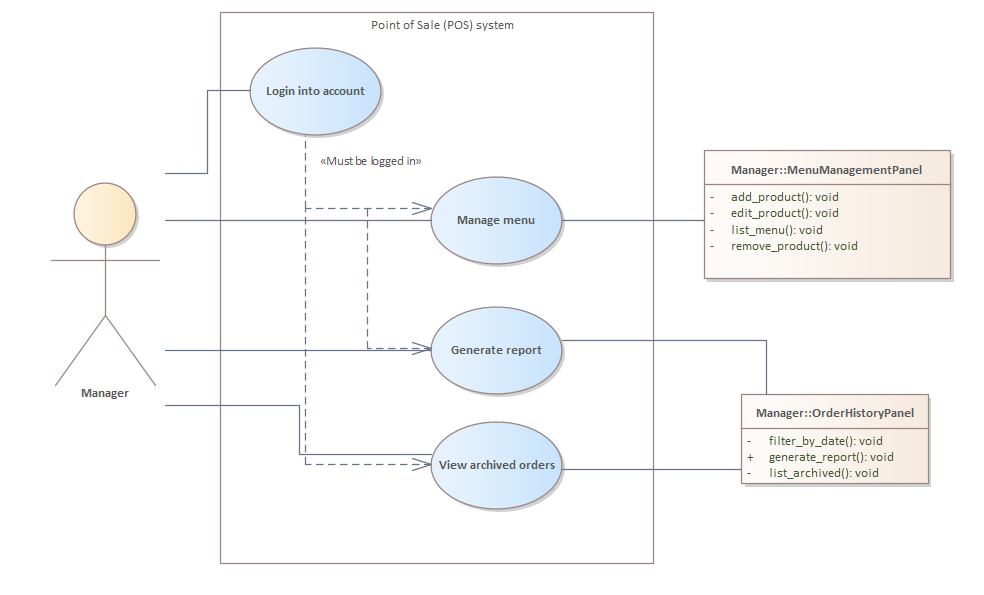 Point of Sale (POS) system
Login into account
«Must be logged in»
Manage menu
Generate report
View archived orders
Manager
Manager::MenuManagementPanel
- add_product(): void
- edit_product(): void
- list_menu(): void
- remove_product(): void
Manager::OrderHistoryPanel
- filter_by_date(): void
+ generate_report(): void
- list_archived(): void